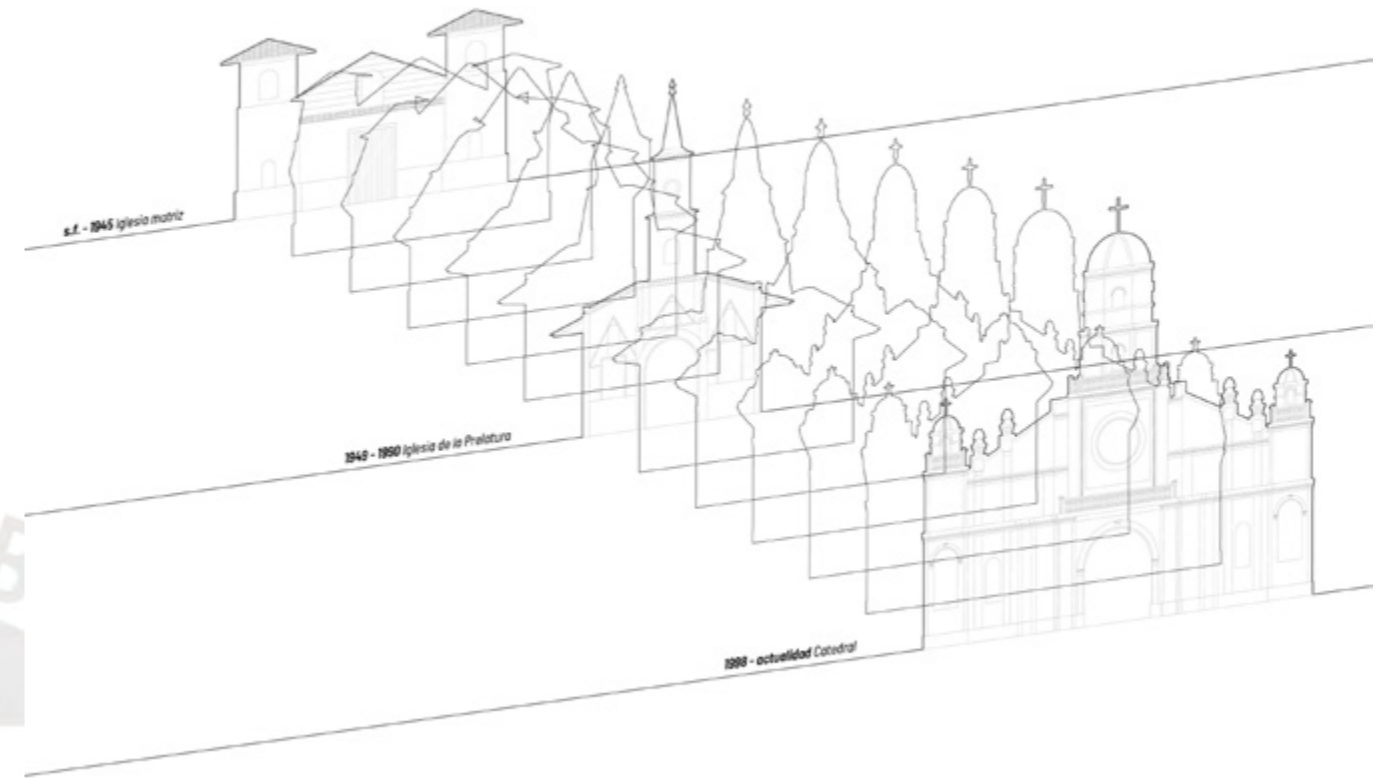 s.f. - 1945 Iglesia matriz
1949 - 1990 Iglesia de la Prelatura
1998 - actualidad Catedral